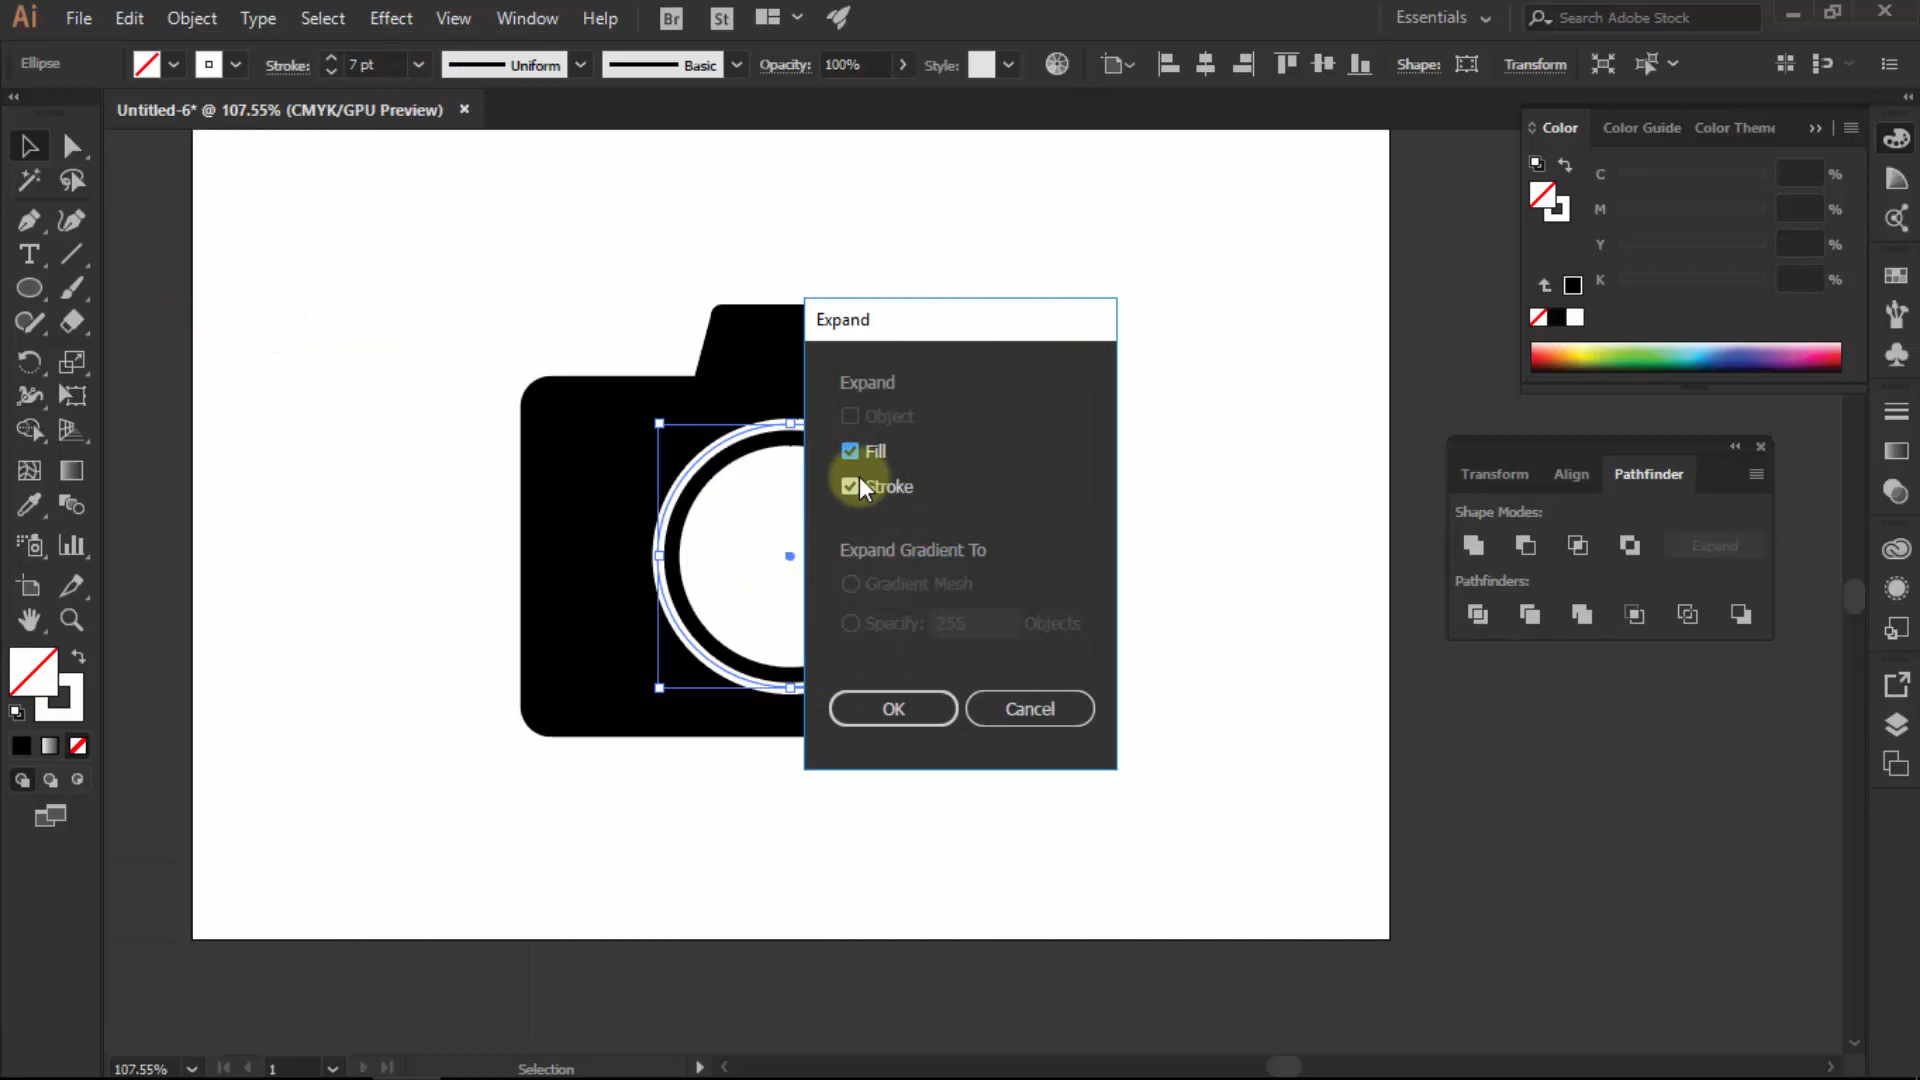 Ai File Edit Object Type Select Effect View Window Help Br St Essentials Search Adobe Stock
Ellipse Stroke: 7 pt Uniform Basic Opacity: 100% Style: Shape: Transform
Untitled-6* @ 107.55% (CMYK/GPU Preview) ×
Color Color Guide Color Theme
C %
M %
Y %
K %
Expand
Expand
Object
Fill
Stroke
Expand Gradient To
Gradient Mesh
Specify: 255 Objects
OK Cancel
Transform Align Pathfinder
Shape Modes:
Expand
Pathfinders:
107.55% 1 Selection